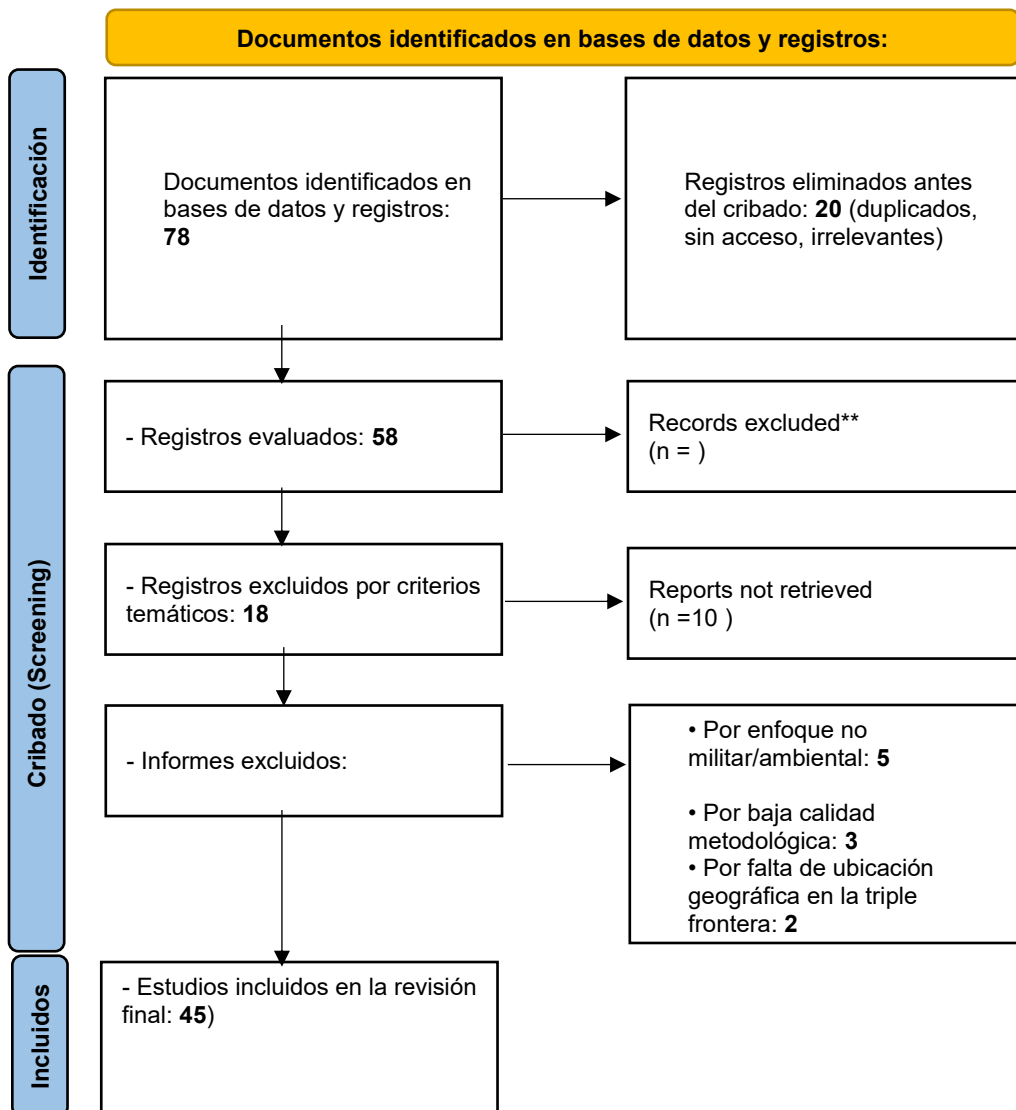 Documentos identificados en bases de datos y registros:
Identificación
Documentos identificados en
bases de datos y registros:
78
Registros eliminados antes
del cribado: 20 (duplicados,
sin acceso, irrelevantes)
Cribado (Screening)
- Registros evaluados: 58
Records excluded**
(n = )
- Registros excluidos por criterios
temáticos: 18
Reports not retrieved
(n =10 )
- Informes excluidos:
• Por enfoque no
militar/ambiental: 5
• Por baja calidad
metodológica: 3
• Por falta de ubicación
geográfica en la triple
frontera: 2
Incluidos
- Estudios incluidos en la revisión
final: 45)